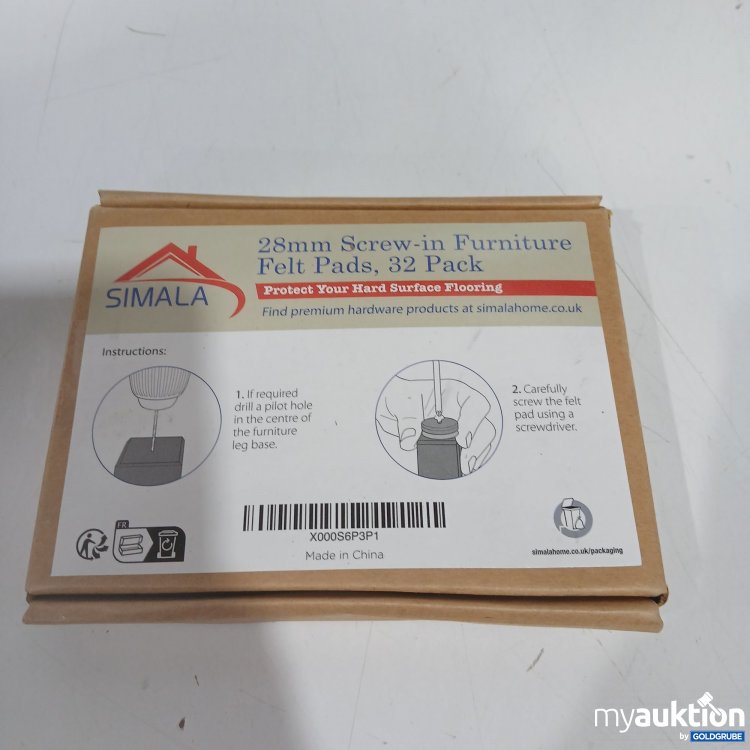 SIMALA
28mm Screw-in Furniture
Felt Pads, 32 Pack
Protect Your Hard Surface Flooring
Find premium hardware products at simalahome.co.uk
Instructions:
1. If required
drill a pilot hole
in the centre of
the furniture
leg base.
2. Carefully
screw the felt
pad using a
screwdriver.
FR
X000S6P3P1
Made in China
simalahome.co.uk/packaging
myauktion
by GOLDGRUBE